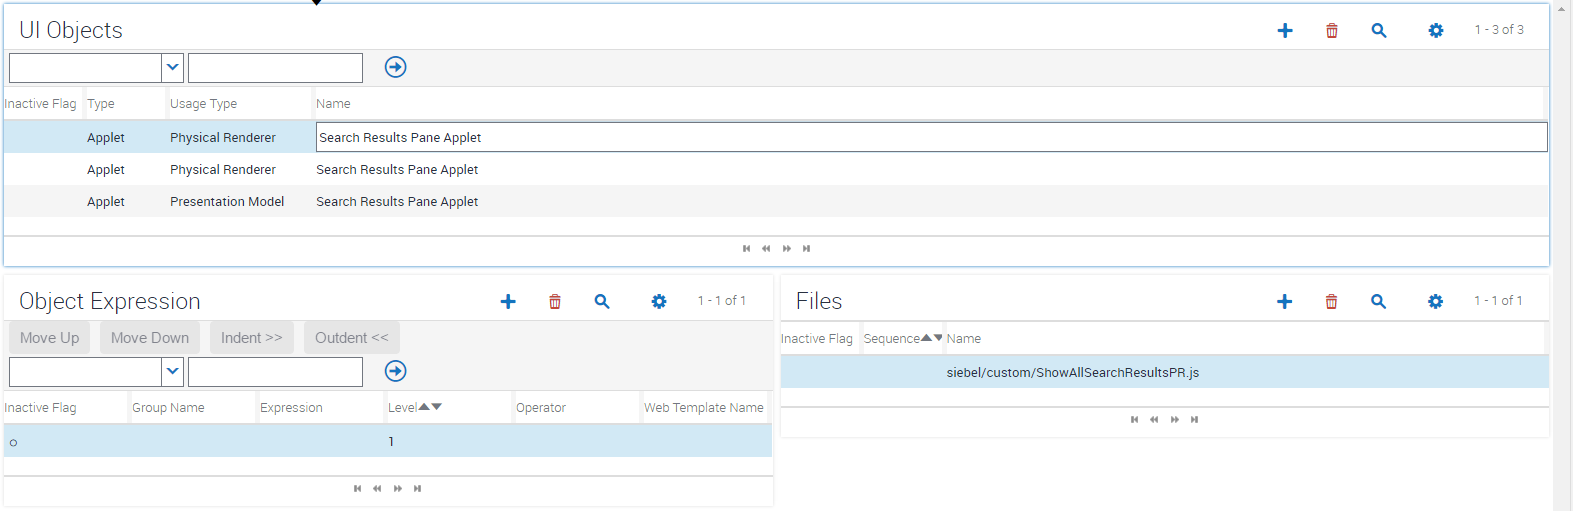 UI Objects
1 - 3 of 3
Inactive Flag Type Usage Type Name
Applet Physical Renderer Search Results Pane Applet
Applet Physical Renderer Search Results Pane Applet
Applet Presentation Model Search Results Pane Applet
Object Expression
1 - 1 of 1
Move Up Move Down Indent >> Outdent <<
Inactive Flag Group Name Expression Level Operator Web Template Name
1
Files
1 - 1 of 1
Inactive Flag Sequence Name
siebel/custom/ShowAllSearchResultsPR.js